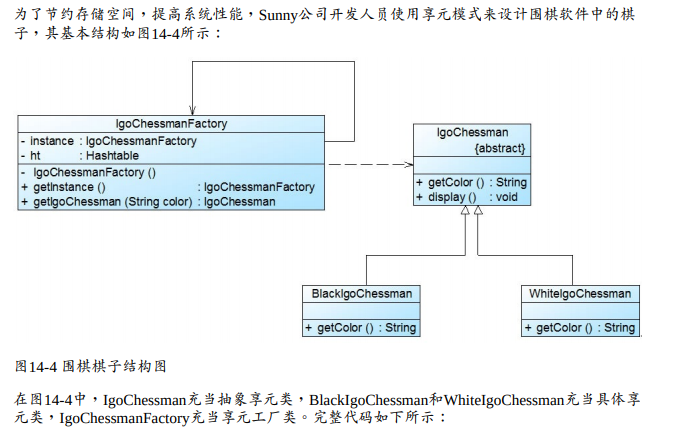 为了节约存储空间，提高系统性能，Sunny公司开发人员使用享元模式来设计围棋软件中的棋
子，其基本结构如图14-4所示：
IgoChessmanFactory
- instance : IgoChessmanFactory
- ht : Hashtable
- IgoChessmanFactory ()
+ getInstance () : IgoChessmanFactory
+ getIgoChessman (String color) : IgoChessman
IgoChessman
{abstract}
+ getColor () : String
+ display () : void
BlackIgoChessman
+ getColor () : String
WhiteIgoChessman
+ getColor () : String
图14-4 围棋棋子结构图
在图14-4中，IgoChessman充当抽象享元类，BlackIgoChessman和WhiteIgoChessman充当具体享
元类，IgoChessmanFactory充当享元工厂类。完整代码如下所示：